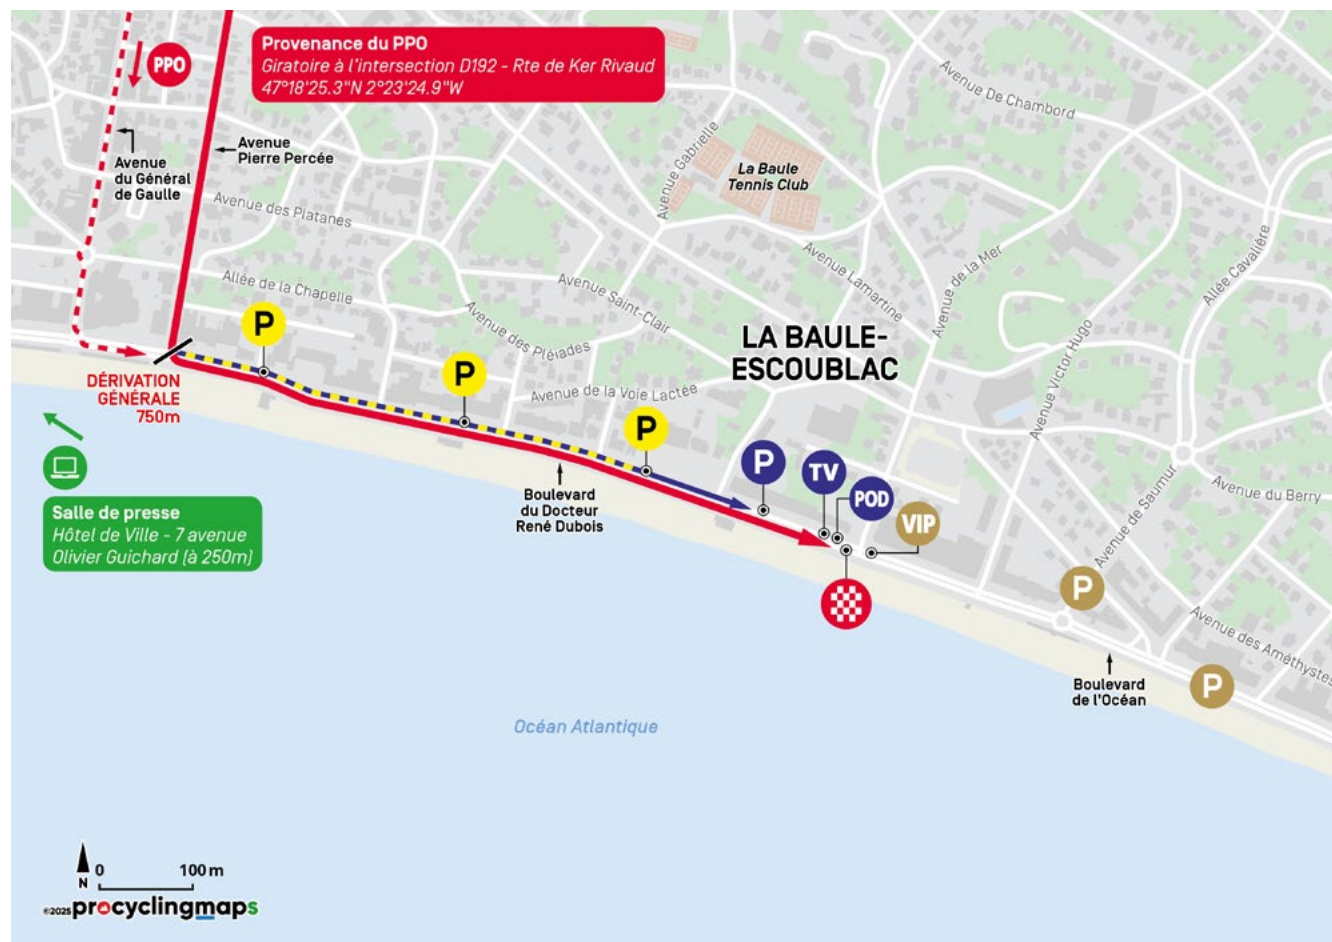 PPO
Provenance du PPO
Giratoire à l'intersection D192 - Rte de Ker Rivaud
47°18'25.3"N 2°23'24.9"W
Avenue De Chambord
Avenue
Pierre Percée
Avenue
du Général
de Gaulle
Avenue Gabrielle
La Baule
Tennis Club
Avenue des Platanes
Avenue Lamartine
Avenue de la Mer
Allée Cavalière
Allée de la Chapelle
Avenue Saint-Clair
Avenue des Pléiades
P
P
P
LA BAULE-
ESCOUBLAC
Avenue Victor Hugo
Avenue de la Voie Lactée
DÉRIVATION
GÉNÉRALE
750m
P
TV
POD
VIP
Avenue de Saumur
Avenue du Berry
Boulevard
du Docteur
René Dubois
Salle de presse
Hôtel de Ville - 7 avenue
Olivier Guichard (à 250m)
P
Avenue des Améthystes
P
Boulevard
de l'Océan
Océan Atlantique
N
0 100 m
©2025 procyclingmaps